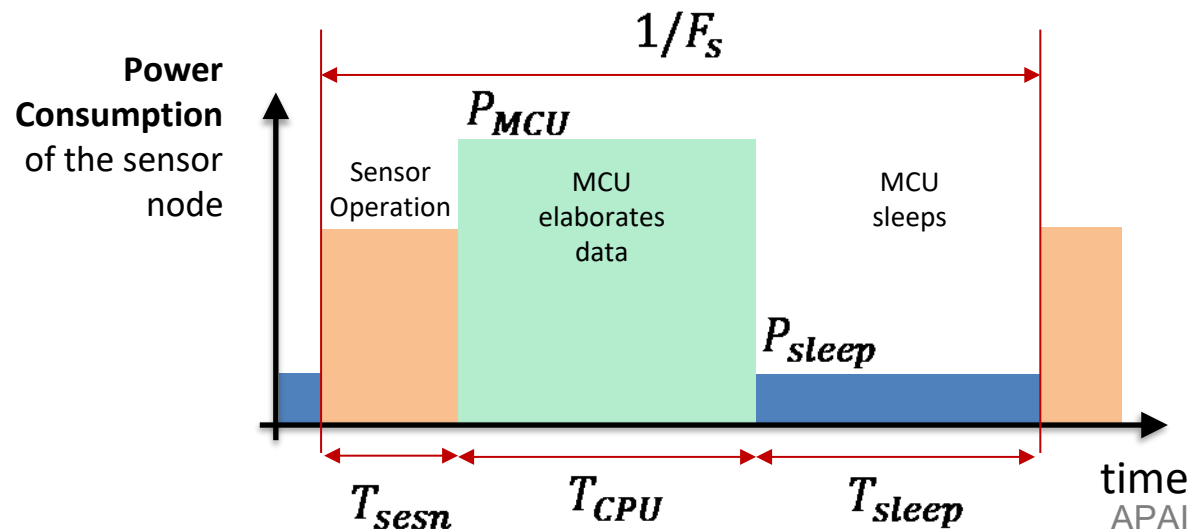 1/F_s
Power
Consumption
of the sensor
node
P_MCU
Sensor
Operation
MCU
elaborates
data
MCU
sleeps
P_sleep
T_sesn
T_CPU
T_sleep
time
APAI